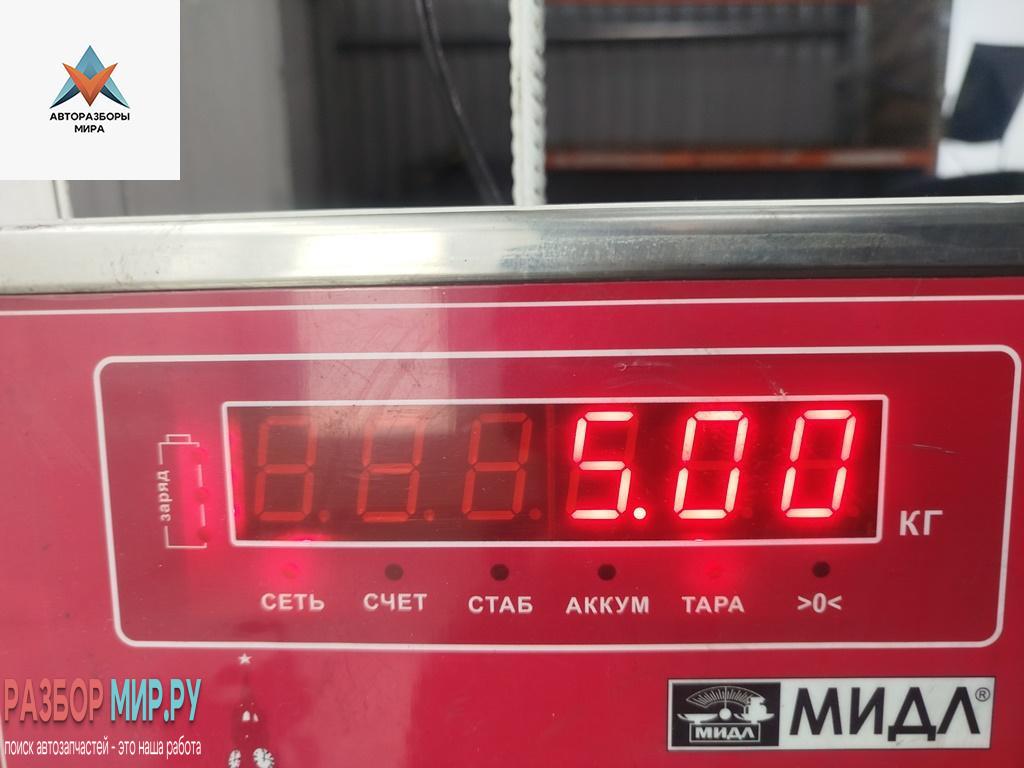 АВТОРАЗБОРЫ
МИРА
заряд
5.00
КГ
СЕТЬ СЧЕТ СТАБ АККУМ ТАРА >0<
РАЗБОР МИР.РУ
поиск автозапчастей - это наша работа
МИДЛ МИДЛ®